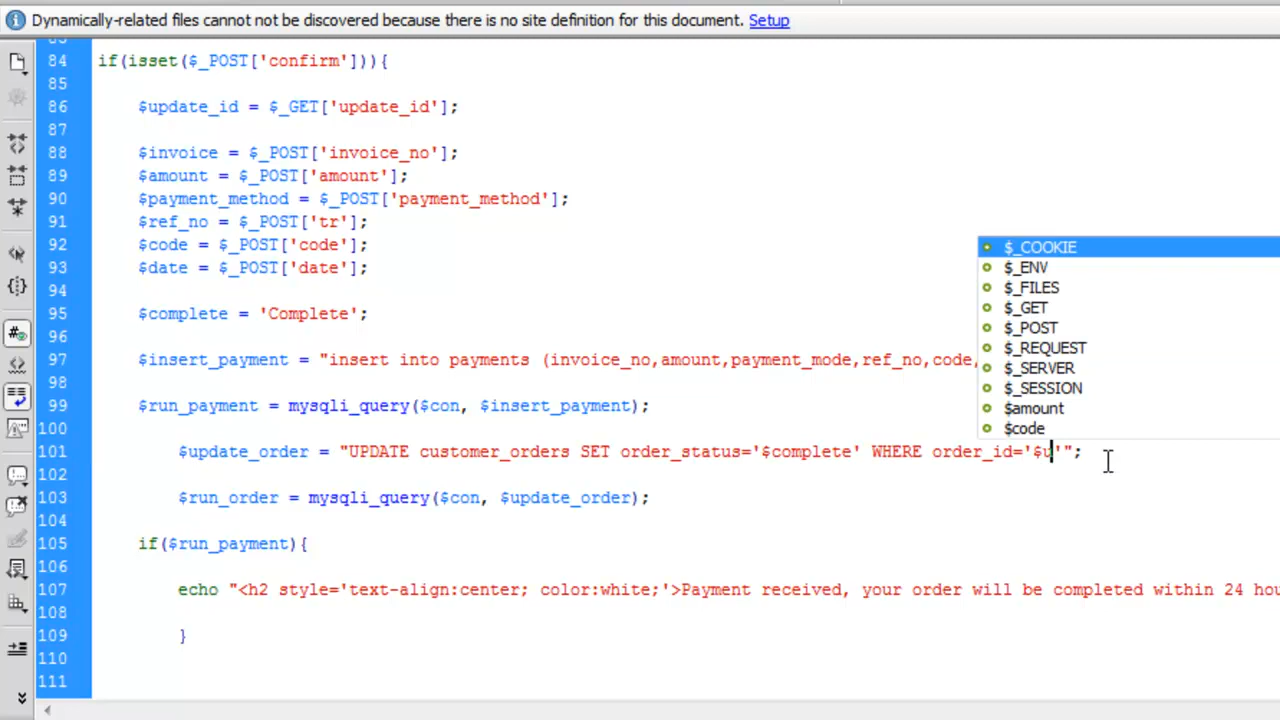 Dynamically-related files cannot not be discovered because there is no site definition for this document. Setup
84 if(isset($_POST['confirm'])){
85
86 $update_id = $_GET['update_id'];
87
88 $invoice = $_POST['invoice_no'];
89 $amount = $_POST['amount'];
90 $payment_method = $_POST['payment_method'];
91 $ref_no = $_POST['tr'];
92 $code = $_POST['code'];
93 $date = $_POST['date'];
94
95 $complete = 'Complete';
96
97 $insert_payment = "insert into payments (invoice_no,amount,payment_mode,ref_no,code,
98
99 $run_payment = mysqli_query($con, $insert_payment);
100
101 $update_order = "UPDATE customer_orders SET order_status='$complete' WHERE order_id='$u'";
102
103 $run_order = mysqli_query($con, $update_order);
104
105 if($run_payment){
106
107 echo "<h2 style='text-align:center; color:white;'>Payment received, your order will be completed within 24 hou
108
109 }
110
111
$_COOKIE
$_ENV
$_FILES
$_GET
$_POST
$_REQUEST
$_SERVER
$_SESSION
$amount
$code